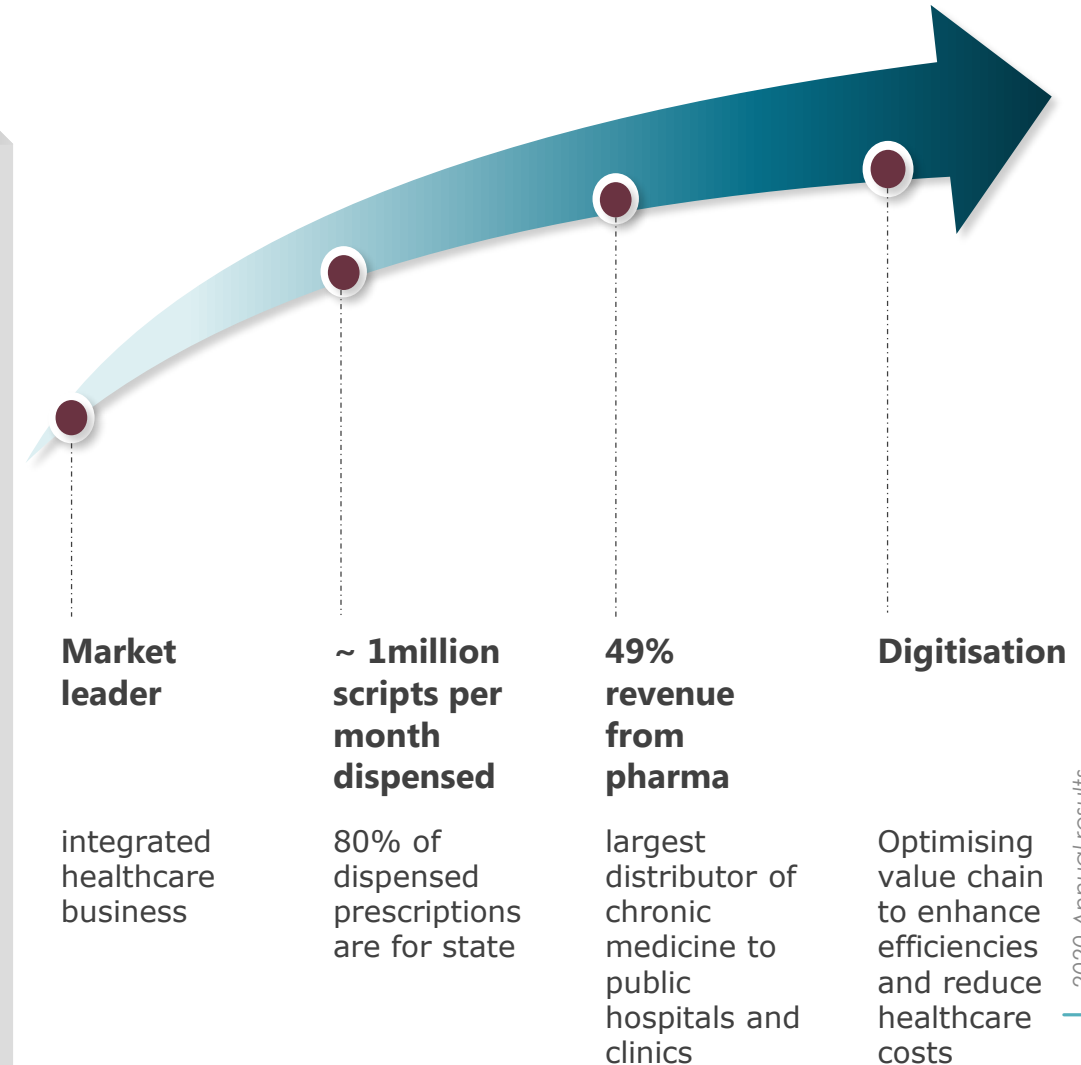 Market
leader
integrated
healthcare
business
~ 1million
scripts per
month
dispensed
80% of
dispensed
prescriptions
are for state
49%
revenue
from
pharma
largest
distributor of
chronic
medicine to
public
hospitals and
clinics
Digitisation
Optimising
value chain
to enhance
efficiencies
and reduce
healthcare
costs
2020 Annual results